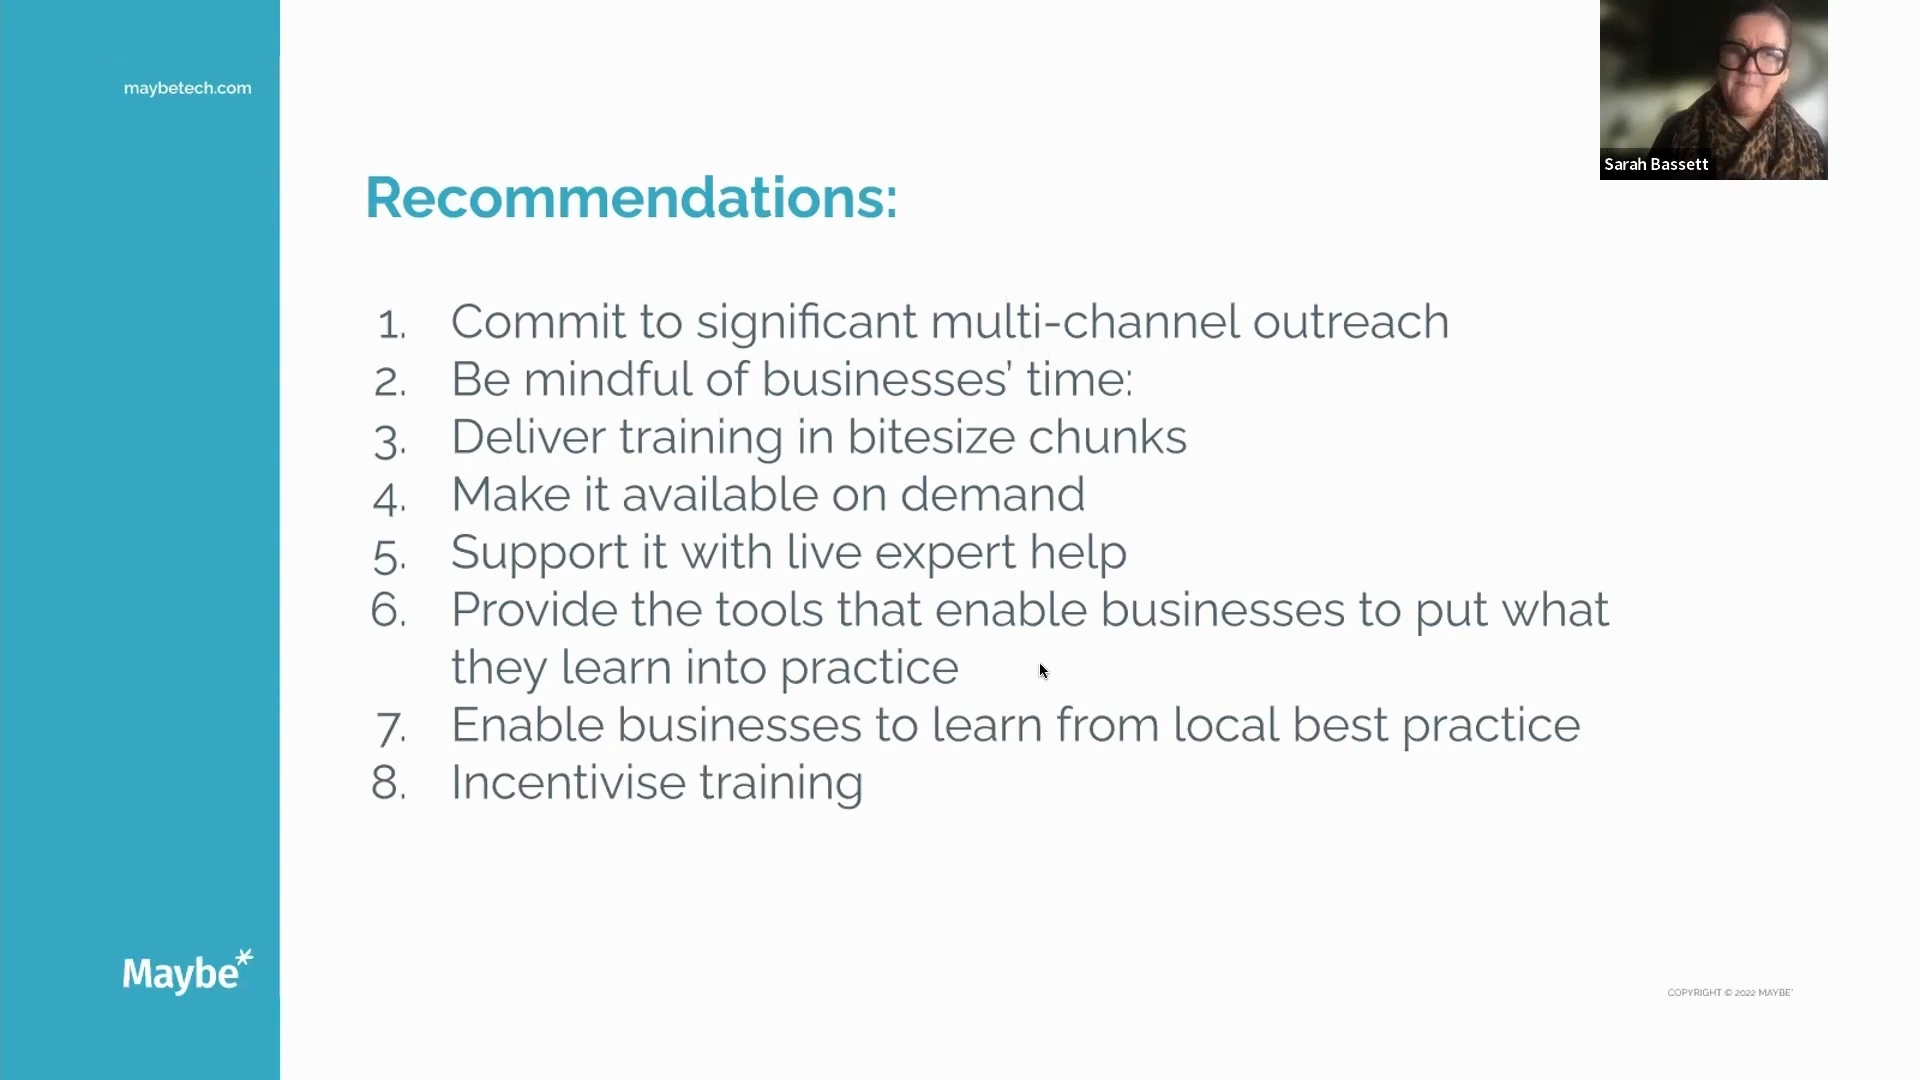 maybetech.com
Sarah Bassett
Recommendations:
1. Commit to significant multi-channel outreach
2. Be mindful of businesses’ time:
3. Deliver training in bitesize chunks
4. Make it available on demand
5. Support it with live expert help
6. Provide the tools that enable businesses to put what
they learn into practice
7. Enable businesses to learn from local best practice
8. Incentivise training
Maybe*
COPYRIGHT © 2022 MAYBE*